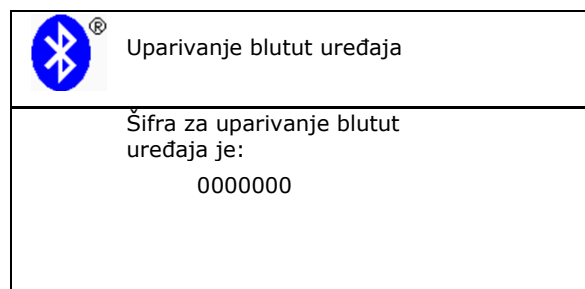 ®
Uparivanje blutut uređaja
Šifra za uparivanje blutut
uređaja je:
0000000